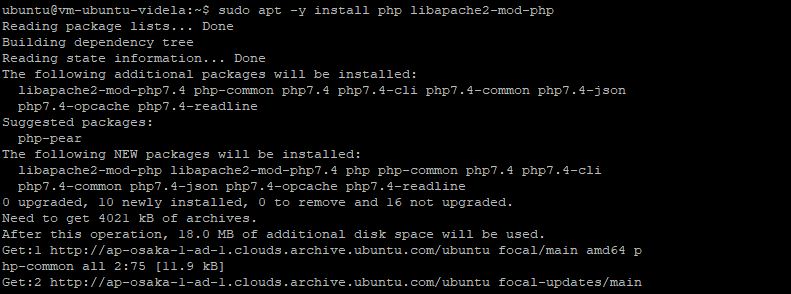 ubuntu@vm-ubuntu-videla:~$ sudo apt -y install php libapache2-mod-php
Reading package lists... Done
Building dependency tree
Reading state information... Done
The following additional packages will be installed:
  libapache2-mod-php7.4 php-common php7.4 php7.4-cli php7.4-common php7.4-json
  php7.4-opcache php7.4-readline
Suggested packages:
  php-pear
The following NEW packages will be installed:
  libapache2-mod-php libapache2-mod-php7.4 php php-common php7.4 php7.4-cli
  php7.4-common php7.4-json php7.4-opcache php7.4-readline
0 upgraded, 10 newly installed, 0 to remove and 16 not upgraded.
Need to get 4021 kB of archives.
After this operation, 18.0 MB of additional disk space will be used.
Get:1 http://ap-osaka-1-ad-1.clouds.archive.ubuntu.com/ubuntu focal/main amd64 p
hp-common all 2:75 [11.9 kB]
Get:2 http://ap-osaka-1-ad-1.clouds.archive.ubuntu.com/ubuntu focal-updates/main